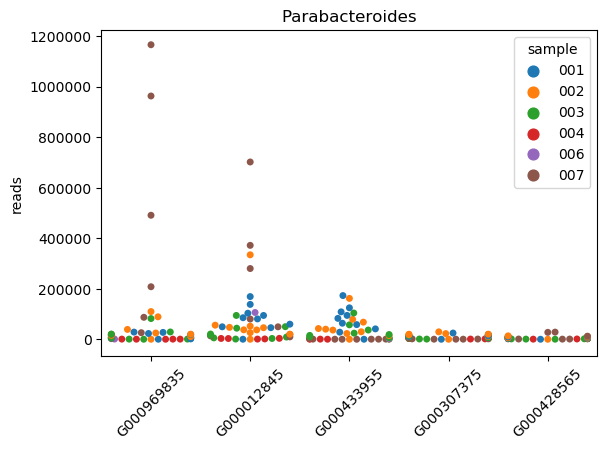 Parabacteroides
1200000
1000000
800000
600000
400000
200000
0
reads
sample
001
002
003
004
006
007
G000969835
G000012845
G000433955
G000307375
G000428565